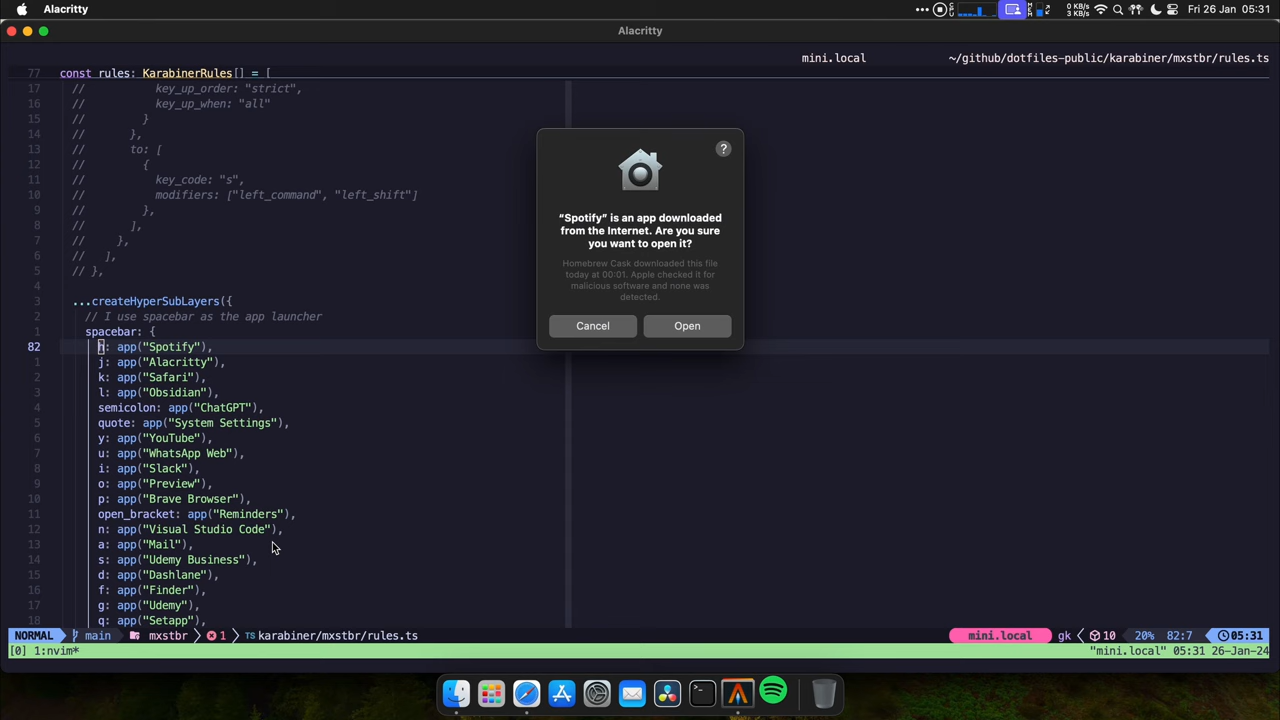 Alacritty
0 KB/s
3 KB/s
Fri 26 Jan 05:31
Alacritty
mini.local
~/github/dotfiles-public/karabiner/mxstbr/rules.ts
77 const rules: KarabinerRules[] = [
17 // key_up_order: "strict",
16 // key_up_when: "all"
15 // }
14 // },
13 // to: [
12 // {
11 // key_code: "s",
10 // modifiers: ["left_command", "left_shift"]
9 // },
8 // ],
7 // },
6 // ],
5 // },
4
3 ...createHyperSubLayers({
2 // I use spacebar as the app launcher
1 spacebar: {
82 h: app("Spotify"),
1 j: app("Alacritty"),
2 k: app("Safari"),
3 l: app("Obsidian"),
4 semicolon: app("ChatGPT"),
5 quote: app("System Settings"),
6 y: app("YouTube"),
7 u: app("WhatsApp Web"),
8 i: app("Slack"),
9 o: app("Preview"),
10 p: app("Brave Browser"),
11 open_bracket: app("Reminders"),
12 n: app("Visual Studio Code"),
13 a: app("Mail"),
14 s: app("Udemy Business"),
15 d: app("Dashlane"),
16 f: app("Finder"),
17 g: app("Udemy"),
18 q: app("Setapp"),
?
“Spotify” is an app downloaded
from the Internet. Are you sure
you want to open it?
Homebrew Cask downloaded this file
today at 00:01. Apple checked it for
malicious software and none was
detected.
Cancel
Open
NORMAL main mxstbr 1 TS karabiner/mxstbr/rules.ts
mini.local gk 10 20% 82:7 05:31
[0] 1:nvim*
"mini.local" 05:31 26-Jan-24